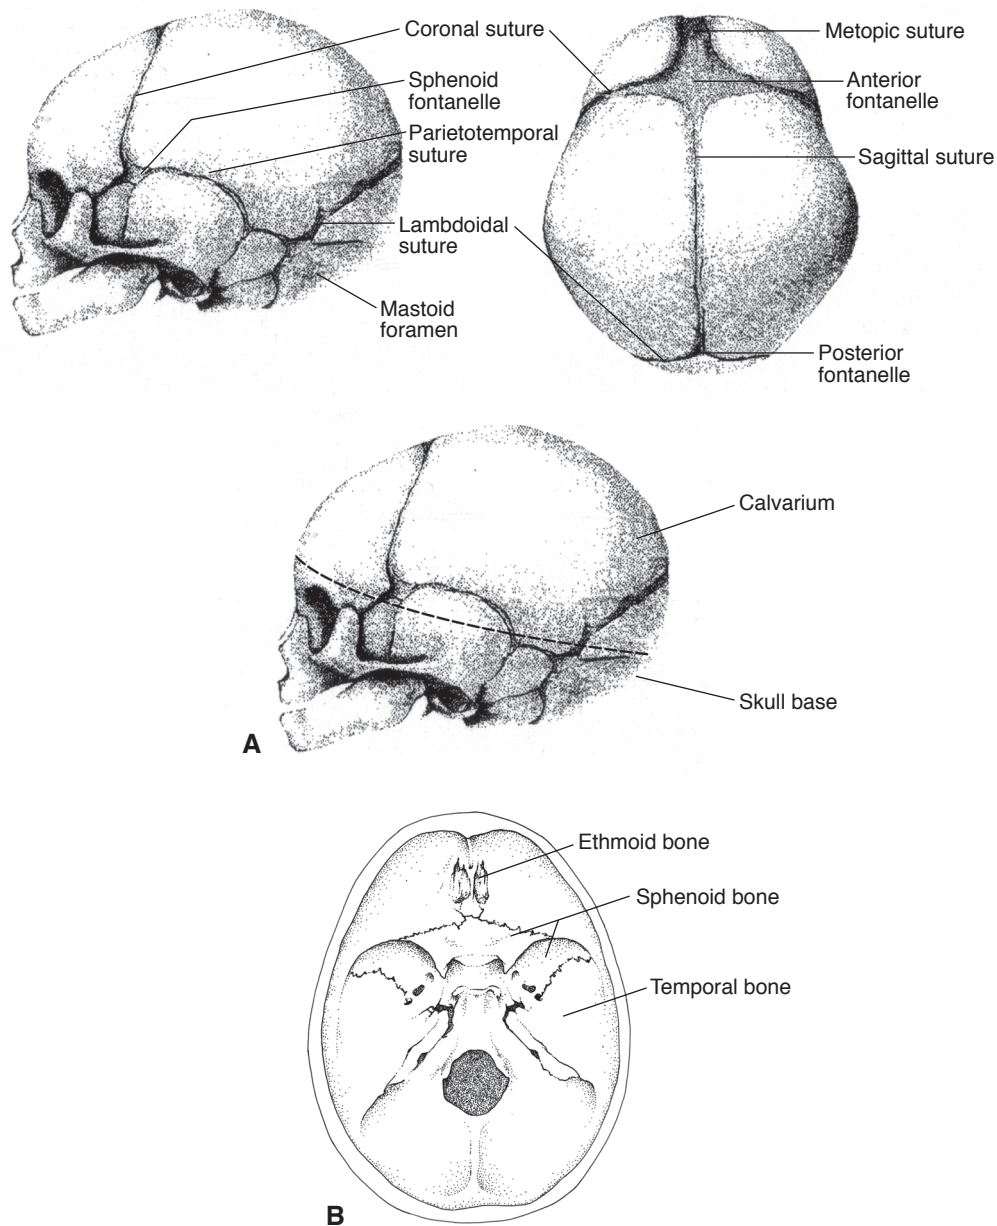 Coronal suture
Sphenoid
fontanelle
Parietotemporal
suture
Lambdoidal
suture
Mastoid
foramen
Metopic suture
Anterior
fontanelle
Sagittal suture
Posterior
fontanelle
Calvarium
Skull base
A
Ethmoid bone
Sphenoid bone
Temporal bone
B